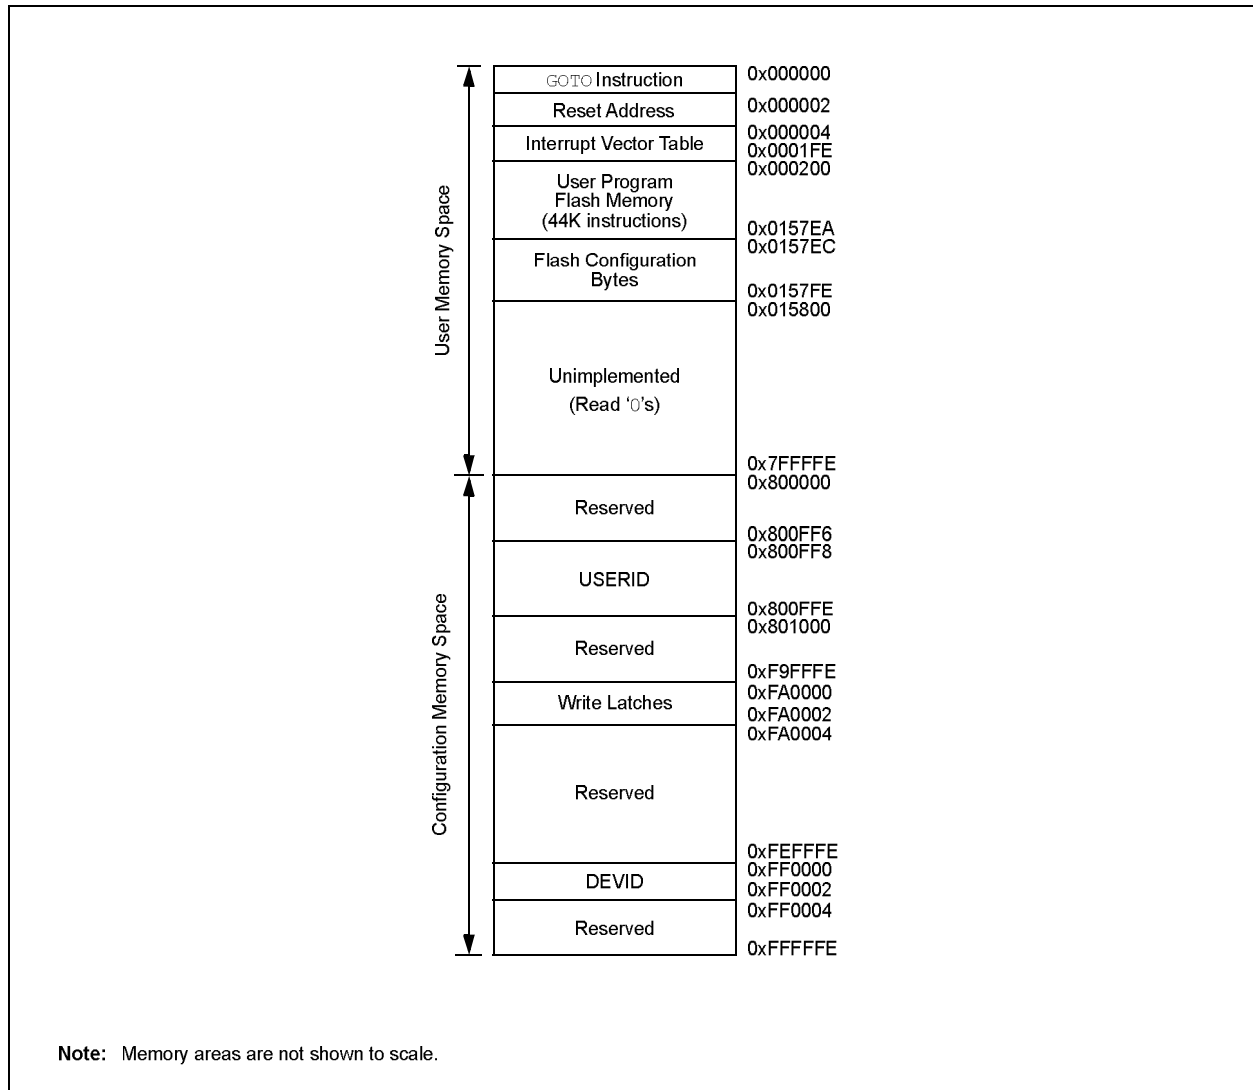 GOTO Instruction
0x000000
Reset Address
0x000002
Interrupt Vector Table
0x000004
0x0001FE
User Program
Flash Memory
(44K instructions)
0x000200
0x0157EA
Flash Configuration
Bytes
0x0157EC
0x0157FE
Unimplemented
(Read ‘0’s)
0x015800
0x7FFFFE
User Memory Space
Reserved
0x800000
0x800FF6
USERID
0x800FF8
0x800FFE
Reserved
0x801000
0xF9FFFE
Write Latches
0xFA0000
0xFA0002
Reserved
0xFA0004
0xFEFFFE
DEVID
0xFF0000
0xFF0002
Reserved
0xFF0004
0xFFFFFE
Configuration Memory Space
Note: Memory areas are not shown to scale.